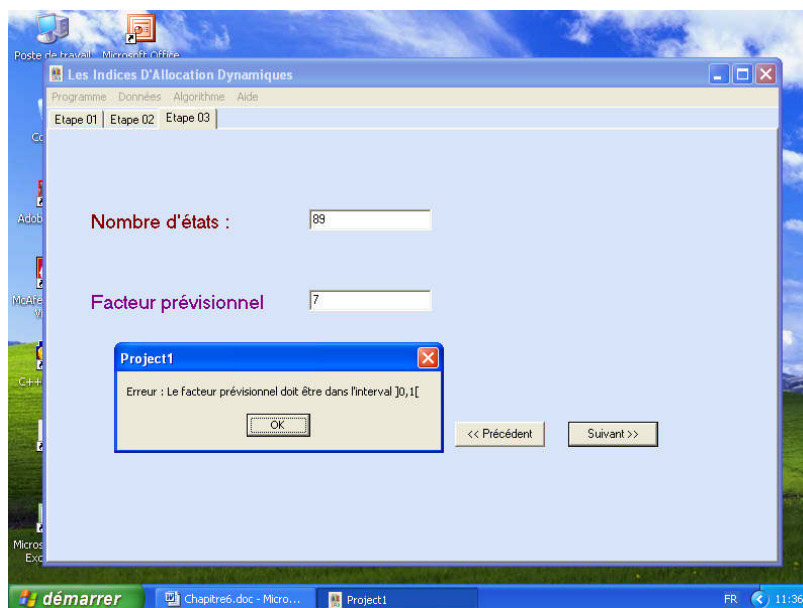 Poste de travail Microsoft Office
Les Indices D'Allocation Dynamiques
Programme Données Algorithme Aide
Etape 01 Etape 02 Etape 03
Nombre d'états : 89
Facteur prévisionnel 7
Project1
Erreur : Le facteur prévisionnel doit être dans l'interval ]0,1[
OK
<< Précédent Suivant >>
démarrer Chapitre6.doc - Micro... Project1 FR 11:36